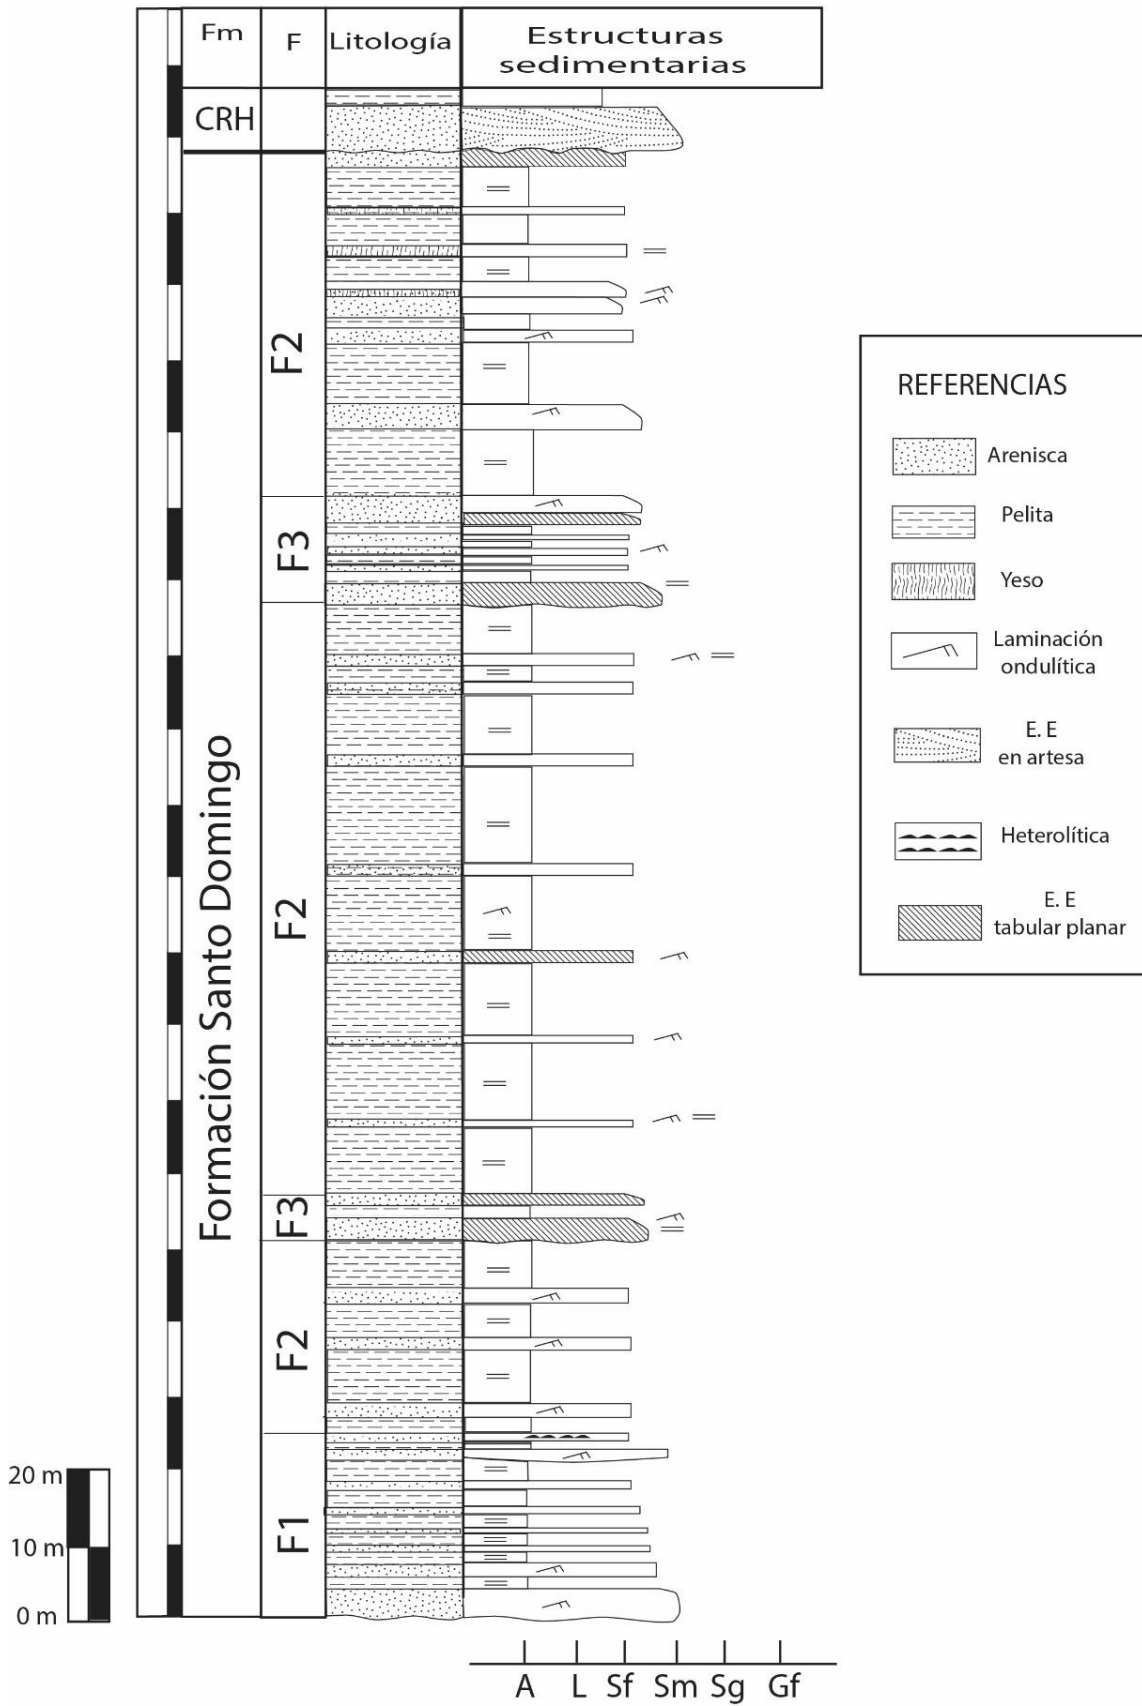 Fm
F
Litología
Estructuras
sedimentarias
CRH
Formación Santo Domingo
F2
F3
F2
F3
F2
F1
20 m
10 m
0 m
A
L
Sf
Sm
Sg
Gf
REFERENCIAS
Arenisca
Pelita
Yeso
Laminación
ondulítica
E. E
en artesa
Heterolítica
E. E
tabular planar